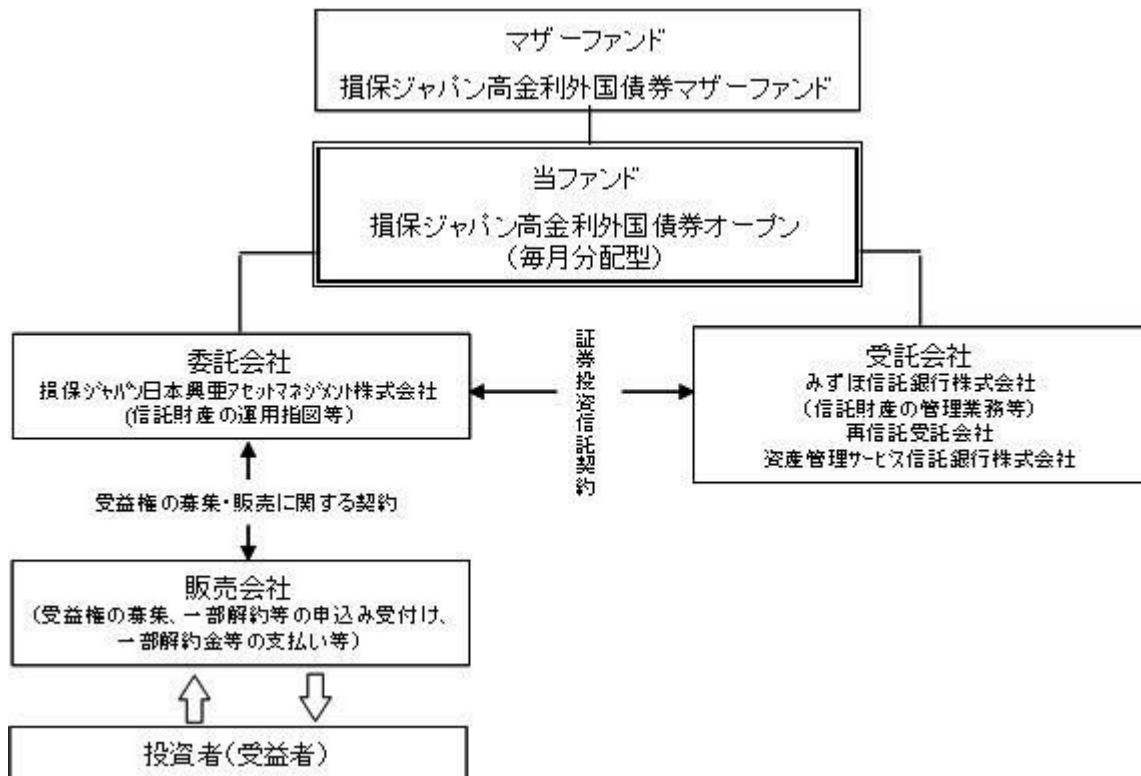 マザーファンド
損保ジャパン高金利外国債券マザーファンド
当ファンド
損保ジャパン高金利外国債券オープン
（毎月分配型）
委託会社
損保ジャパン日本興亜アセットマネジメント株式会社
(信託財産の運用指図等)
証券投資信託契約
受託会社
みずほ信託銀行株式会社
(信託財産の管理業務等)
再信託受託会社
資産管理サービス信託銀行株式会社
受益権の募集・販売に関する契約
販売会社
（受益権の募集、一部解約等の申込み受付け、
一部解約金等の支払い等）
投資者（受益者）